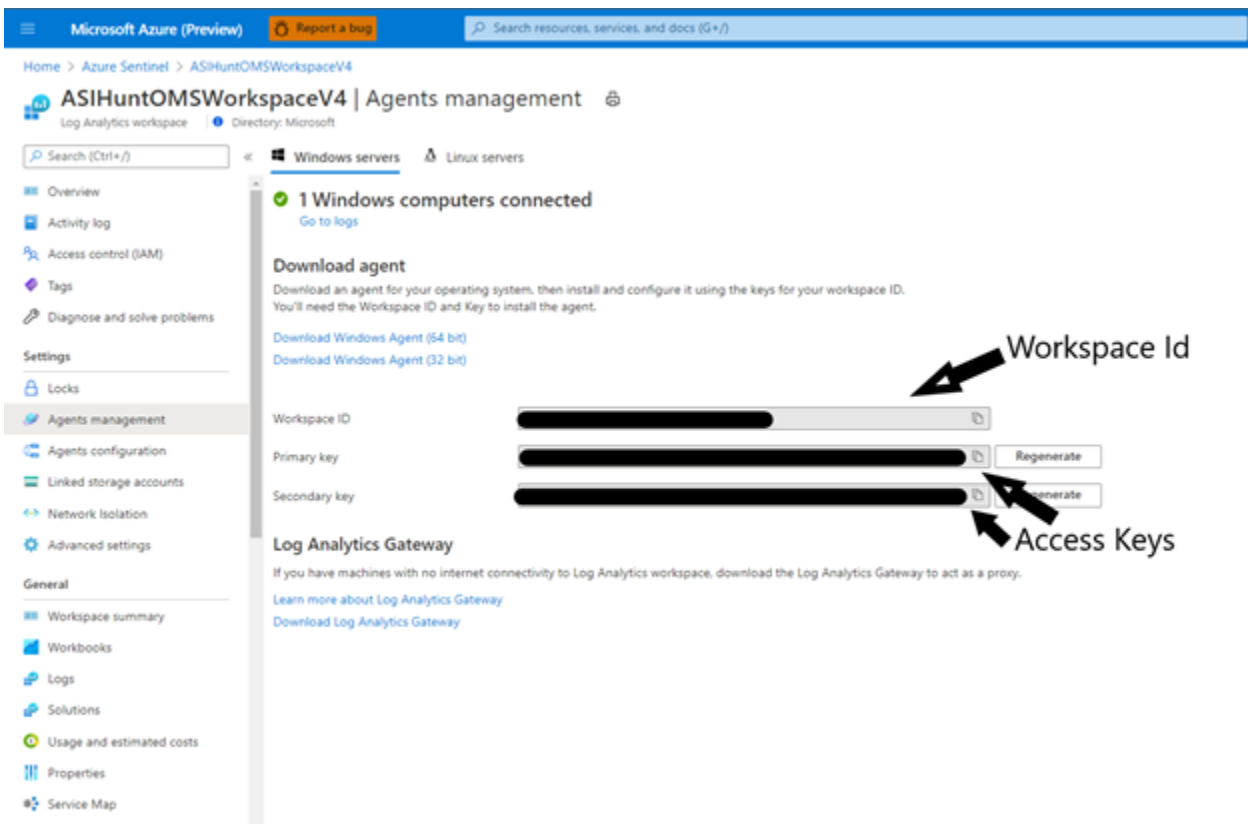 Microsoft Azure (Preview) Report a bug Search resources, services, and docs (G+/)
Home > Azure Sentinel > ASIHuntOMSWorkspaceV4
ASIHuntOMSWorkspaceV4 | Agents management
Log Analytics workspace Directory: Microsoft
Search (Ctrl+/) «
Overview
Activity log
Access control (IAM)
Tags
Diagnose and solve problems
Settings
Locks
Agents management
Agents configuration
Linked storage accounts
Network Isolation
Advanced settings
General
Workspace summary
Workbooks
Logs
Solutions
Usage and estimated costs
Properties
Service Map
Windows servers Linux servers
1 Windows computers connected
Go to logs
Download agent
Download an agent for your operating system, then install and configure it using the keys for your workspace ID.
You'll need the Workspace ID and Key to install the agent.
Download Windows Agent (64 bit)
Download Windows Agent (32 bit)
Workspace Id
Workspace ID
Primary key Regenerate
Secondary key
Access Keys
Log Analytics Gateway
If you have machines with no internet connectivity to Log Analytics workspace, download the Log Analytics Gateway to act as a proxy.
Learn more about Log Analytics Gateway
Download Log Analytics Gateway